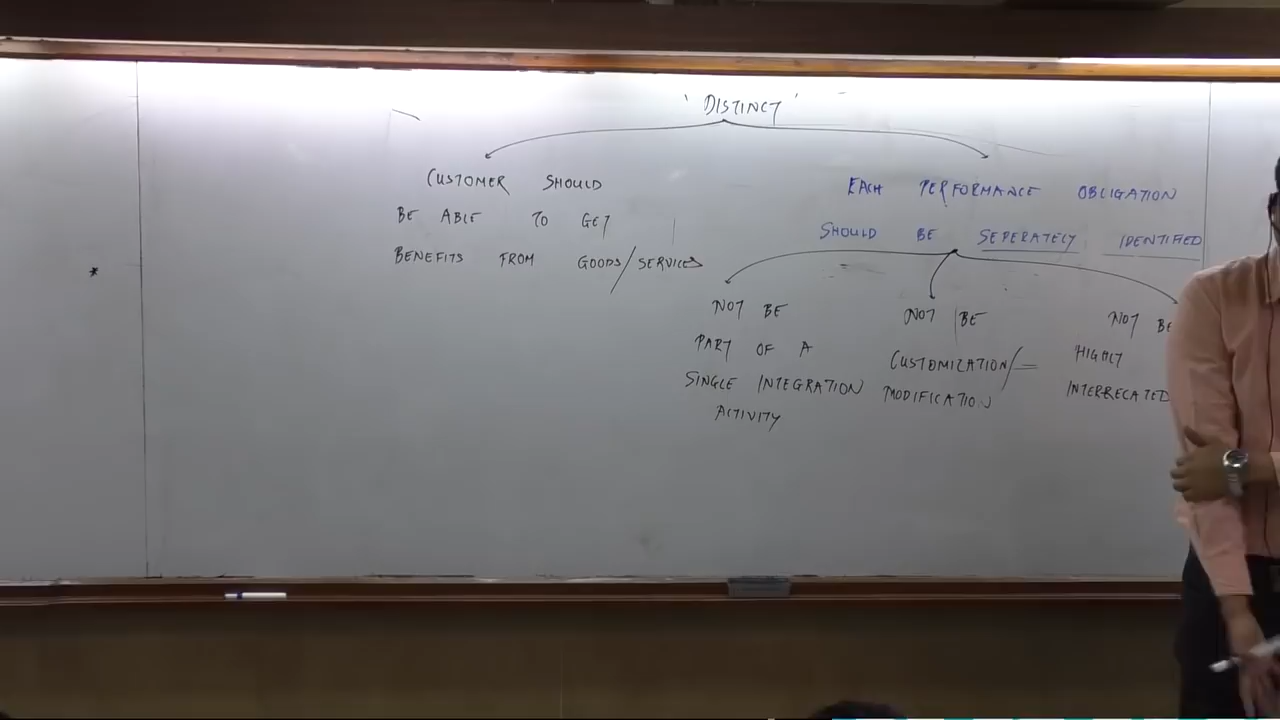 ' DISTINCT '
CUSTOMER SHOULD
BE ABLE TO GET
BENEFITS FROM GOODS/SERVICES
EACH PERFORMANCE OBLIGATION
SHOULD BE SEPERATELY IDENTIFIED
NOT BE
PART OF A
SINGLE INTEGRATION
ACTIVITY
NOT BE
CUSTOMIZATION/
MODIFICATION
NOT BE
HIGHLY
INTERRELATED